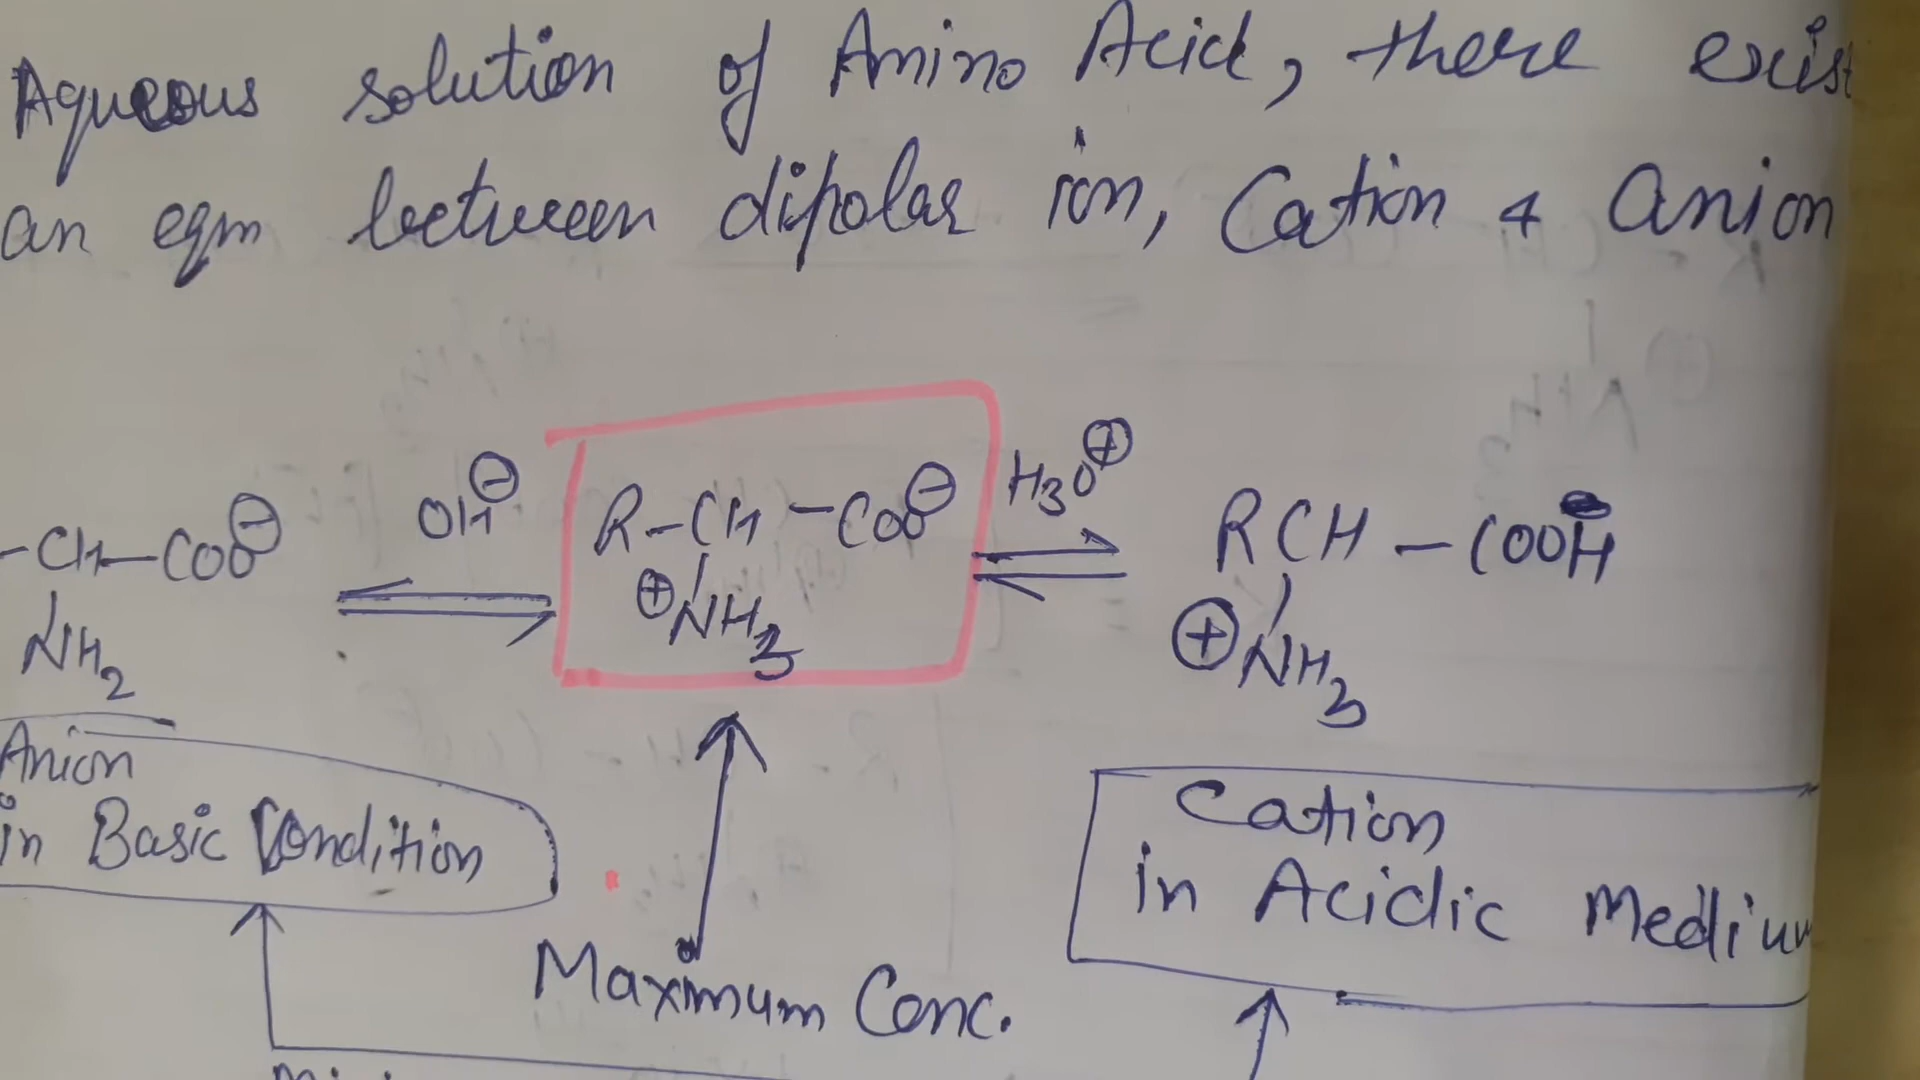 Aqueous solution of Amino Acid, there exist
an eqm between dipolar ion, Cation & anion
-CH-COO⊖ OH⊖ R-CH-COO⊖ H3O⊕ RCH-COOH
NH2 ⊕NH3 ⊕NH3
Anion
in Basic Condition
Cation
in Acidic Medium
Maximum Conc.